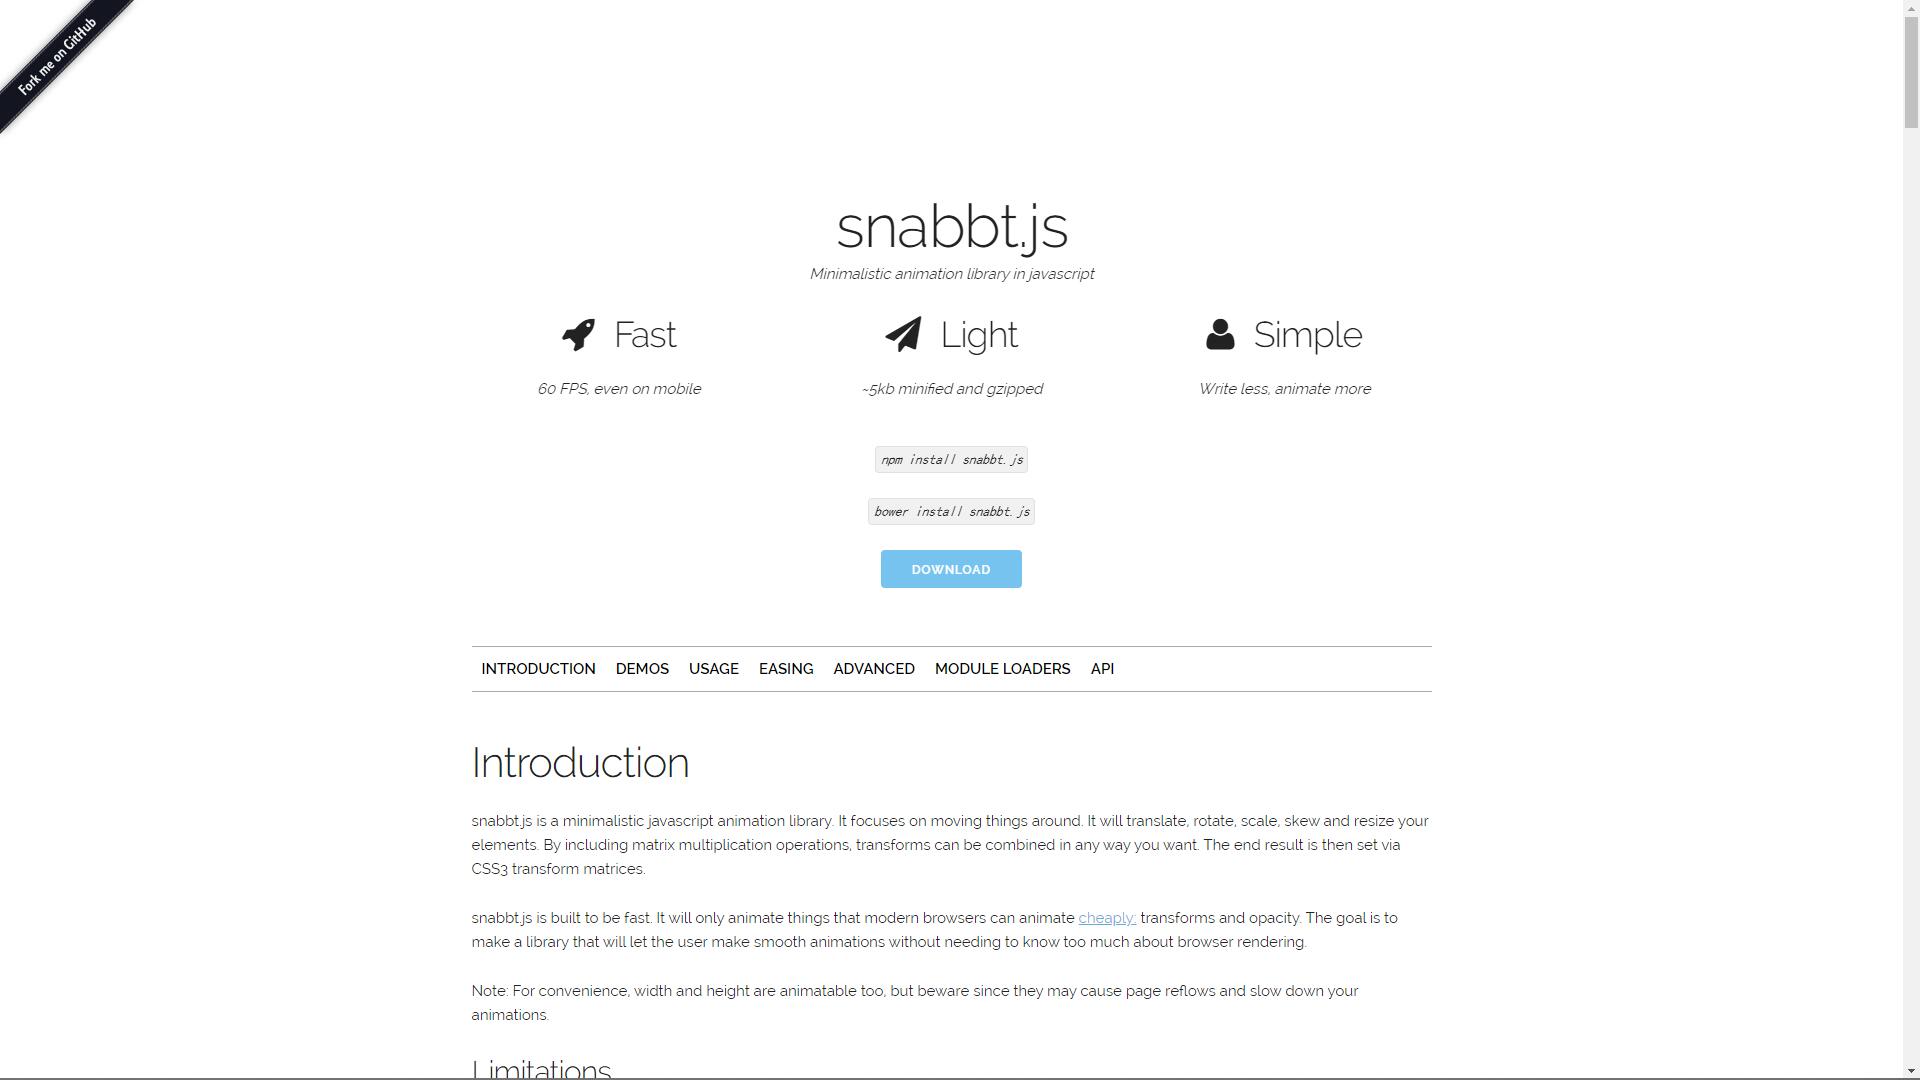 Fork me on GitHub
snabbt.js
Minimalistic animation library in javascript
Fast
Light
Simple
60 FPS, even on mobile
~5kb minified and gzipped
Write less, animate more
npm install snabbt.js
bower install snabbt.js
DOWNLOAD
INTRODUCTION DEMOS USAGE EASING ADVANCED MODULE LOADERS API
Introduction
snabbt.js is a minimalistic javascript animation library. It focuses on moving things around. It will translate, rotate, scale, skew and resize your
elements. By including matrix multiplication operations, transforms can be combined in any way you want. The end result is then set via
CSS3 transform matrices.
snabbt.js is built to be fast. It will only animate things that modern browsers can animate cheaply: transforms and opacity. The goal is to
make a library that will let the user make smooth animations without needing to know too much about browser rendering.
Note: For convenience, width and height are animatable too, but beware since they may cause page reflows and slow down your
animations.
Limitations